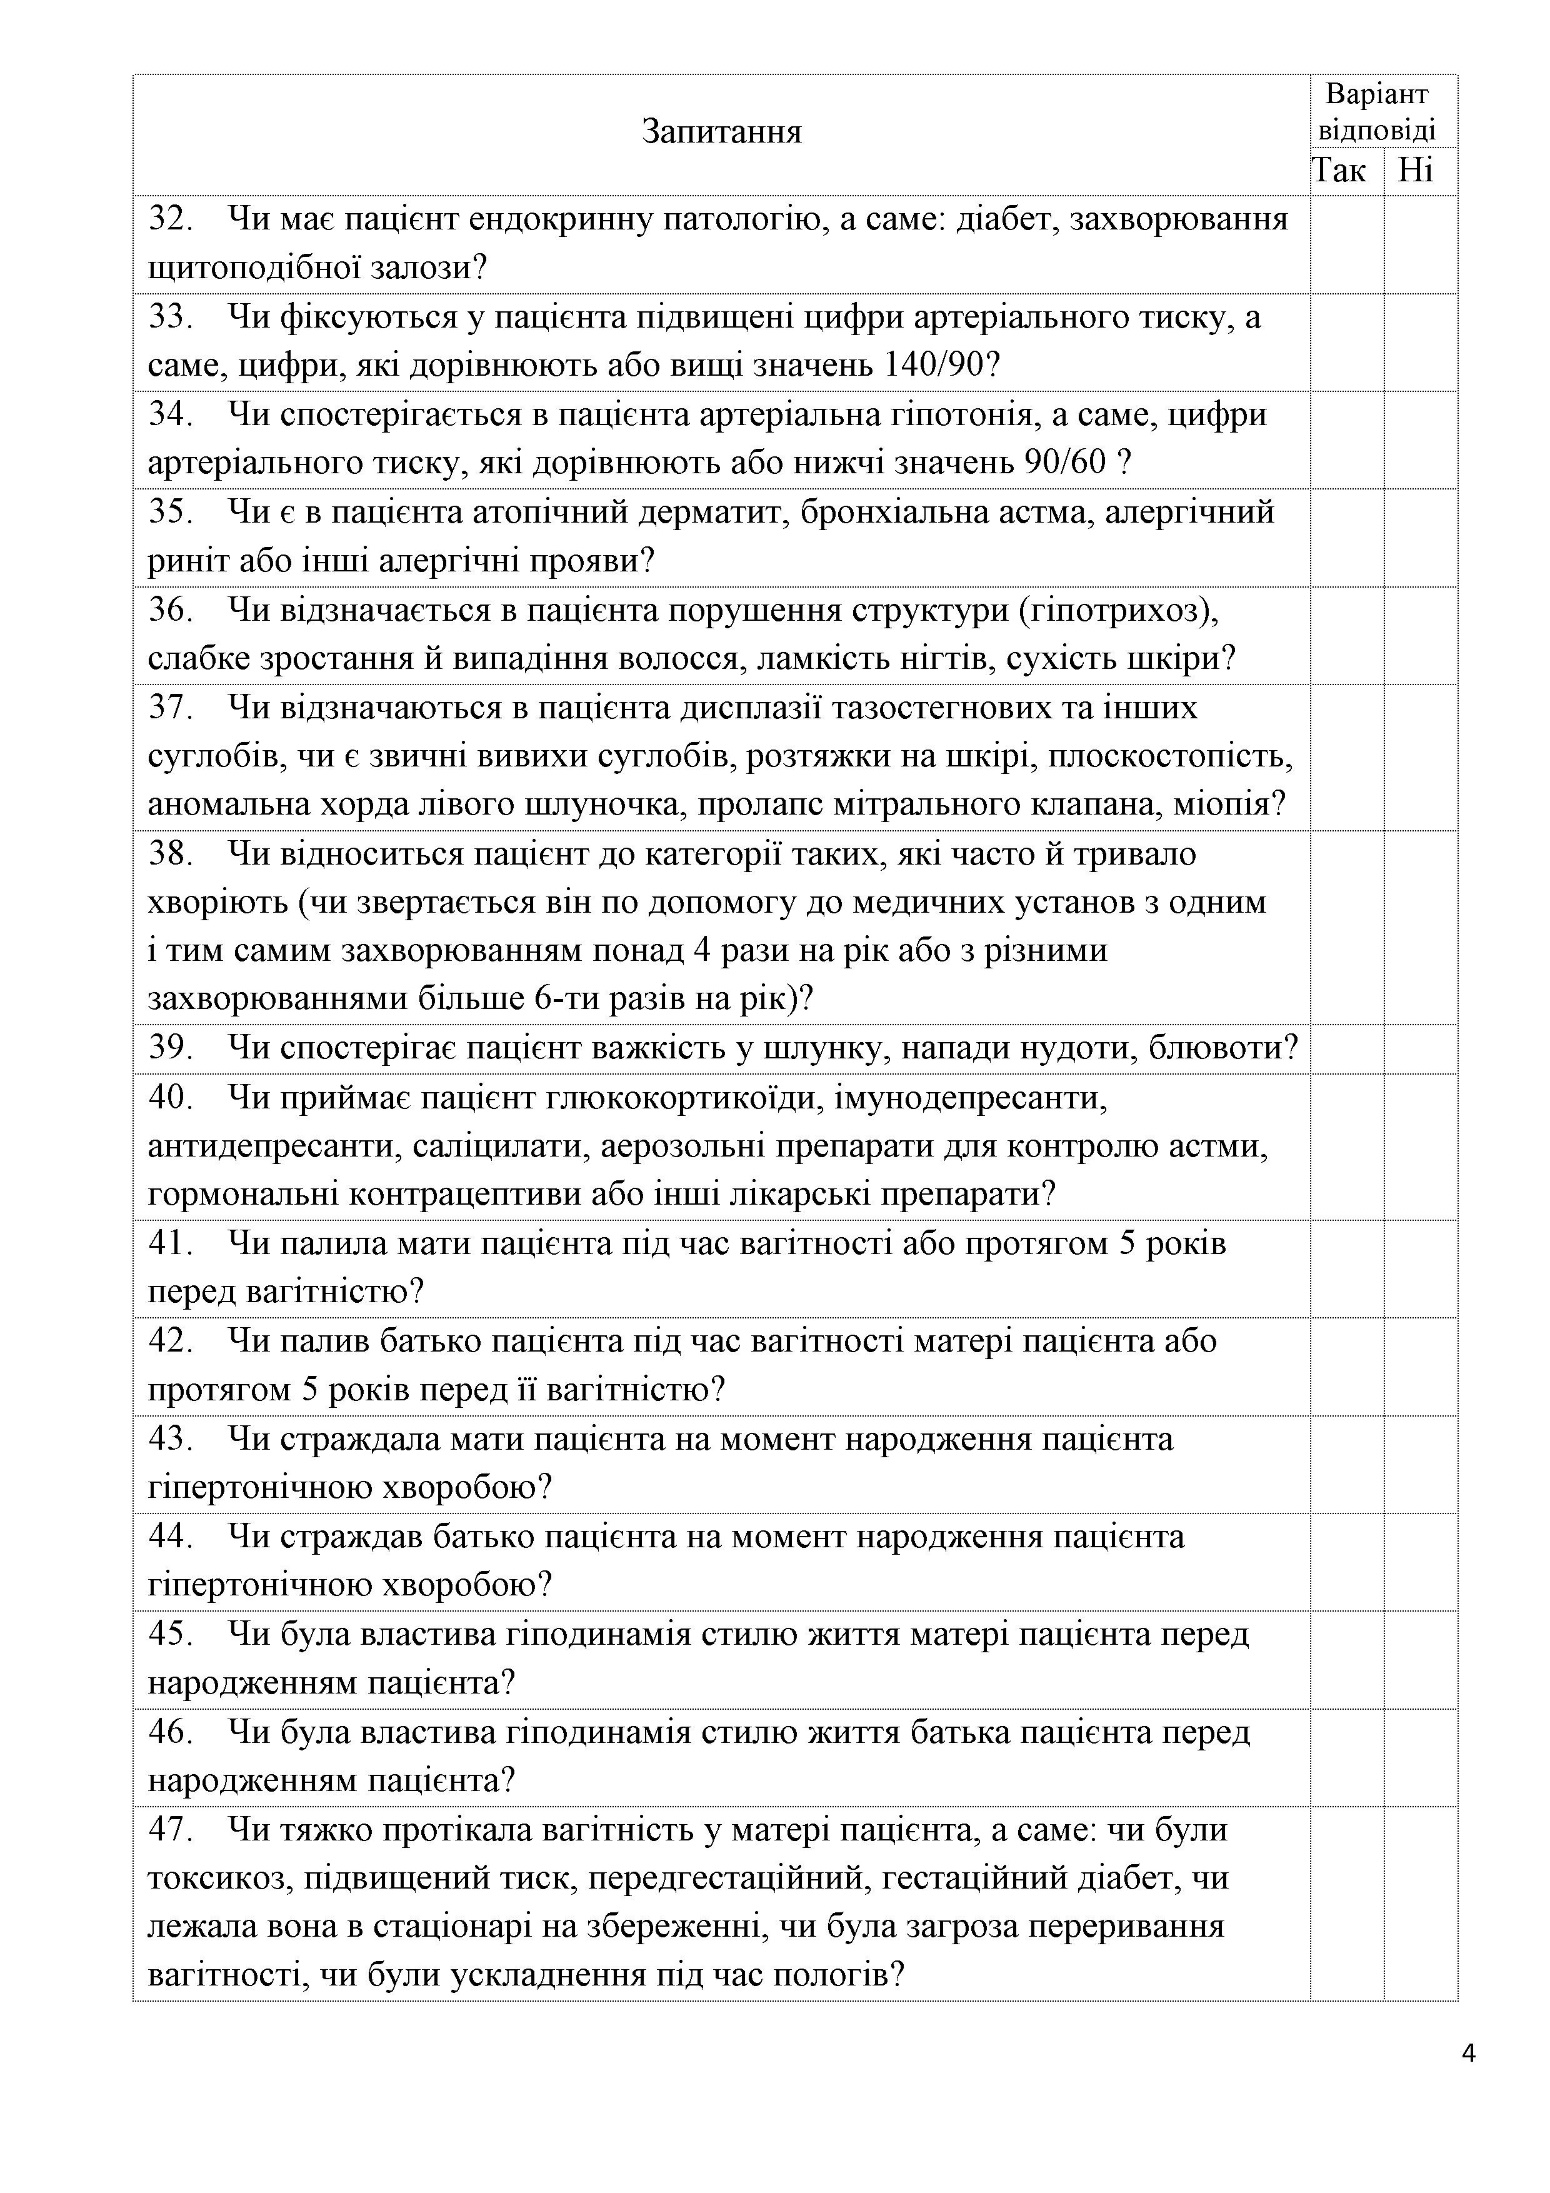 Запитання
Варіант
відповіді
Так Ні
32. Чи має пацієнт ендокринну патологію, а саме: діабет, захворювання
щитоподібної залози?
33. Чи фіксуються у пацієнта підвищені цифри артеріального тиску, а
саме, цифри, які дорівнюють або вищі значень 140/90?
34. Чи спостерігається в пацієнта артеріальна гіпотонія, а саме, цифри
артеріального тиску, які дорівнюють або нижчі значень 90/60 ?
35. Чи є в пацієнта атопічний дерматит, бронхіальна астма, алергічний
риніт або інші алергічні прояви?
36. Чи відзначається в пацієнта порушення структури (гіпотрихоз),
слабке зростання й випадіння волосся, ламкість нігтів, сухість шкіри?
37. Чи відзначаються в пацієнта дисплазії тазостегнових та інших
суглобів, чи є звичні вивихи суглобів, розтяжки на шкірі, плоскостопість,
аномальна хорда лівого шлуночка, пролапс мітрального клапана, міопія?
38. Чи відноситься пацієнт до категорії таких, які часто й тривало
хворіють (чи звертається він по допомогу до медичних установ з одним
і тим самим захворюванням понад 4 рази на рік або з різними
захворюваннями більше 6-ти разів на рік)?
39. Чи спостерігає пацієнт важкість у шлунку, напади нудоти, блювоти?
40. Чи приймає пацієнт глюкокортикоїди, імунодепресанти,
антидепресанти, саліцилати, аерозольні препарати для контролю астми,
гормональні контрацептиви або інші лікарські препарати?
41. Чи палила мати пацієнта під час вагітності або протягом 5 років
перед вагітністю?
42. Чи палив батько пацієнта під час вагітності матері пацієнта або
протягом 5 років перед її вагітністю?
43. Чи страждала мати пацієнта на момент народження пацієнта
гіпертонічною хворобою?
44. Чи страждав батько пацієнта на момент народження пацієнта
гіпертонічною хворобою?
45. Чи була властива гіподинамія стилю життя матері пацієнта перед
народженням пацієнта?
46. Чи була властива гіподинамія стилю життя батька пацієнта перед
народженням пацієнта?
47. Чи тяжко протікала вагітність у матері пацієнта, а саме: чи були
токсикоз, підвищений тиск, передгестаційний, гестаційний діабет, чи
лежала вона в стаціонарі на збереженні, чи була загроза переривання
вагітності, чи були ускладнення під час пологів?
4